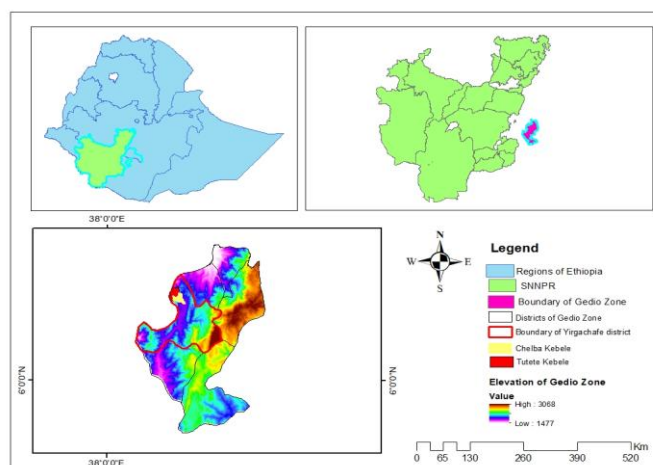 38°0'0"E
N
W
E
S
Legend
Regions of Ethiopia
SNNPR
Boundary of Gedio Zone
Districts of Gedio Zone
Boundary of Yirgachafe district
Chelba Kebele
Tutete Kebele
Elevation of Gedio Zone
Value
High : 3068
Low : 1477
6°0'0"N
6°0'0"N
38°0'0"E
Km
0 65 130 260 390 520